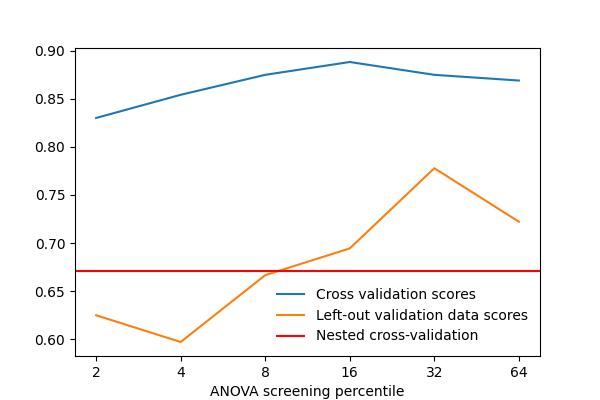 0.90
0.85
0.80
0.75
0.70
0.65
0.60
Cross validation scores
Left-out validation data scores
Nested cross-validation
2 4 8 16 32 64
ANOVA screening percentile